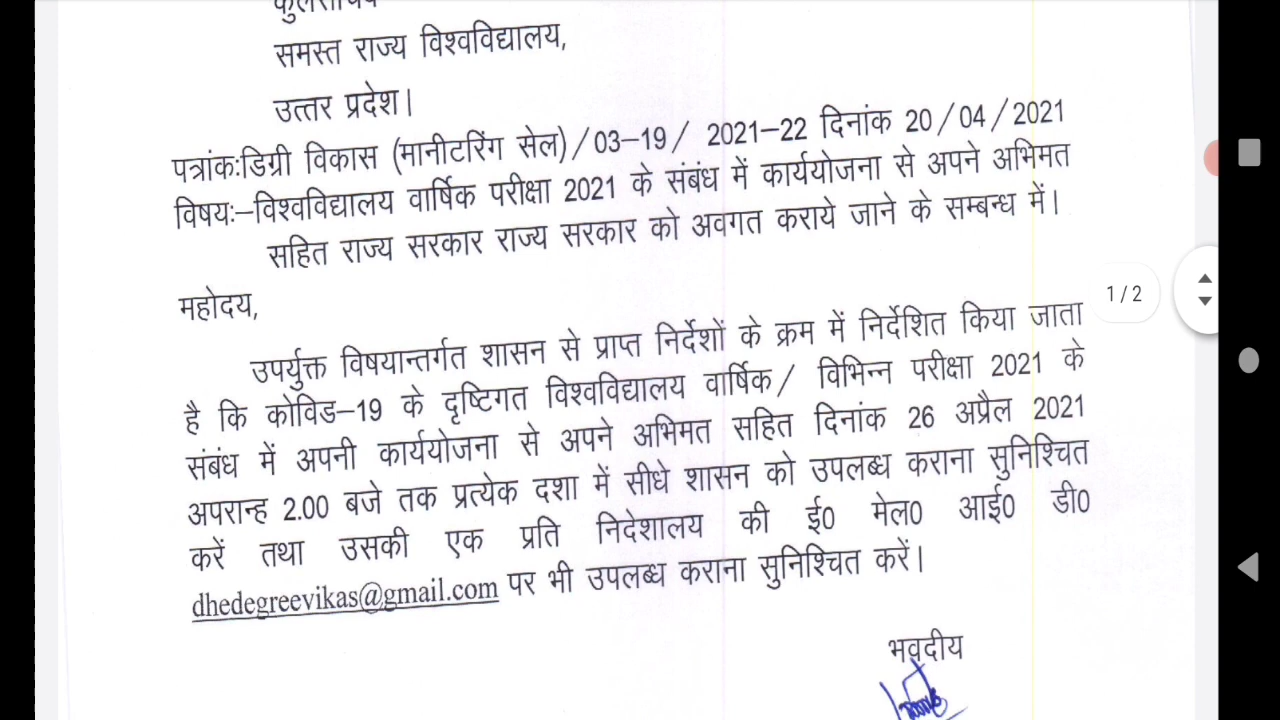 कुलसचिव
समस्त राज्य विश्वविद्यालय,
उत्तर प्रदेश।
पत्रांकःडिग्री विकास (मानीटरिंग सेल)/03–19/ 2021–22 दिनांक 20/04/2021
विषयः–विश्वविद्यालय वार्षिक परीक्षा 2021 के संबंध में कार्ययोजना से अपने अभिमत
सहित राज्य सरकार राज्य सरकार को अवगत कराये जाने के सम्बन्ध में।
महोदय,
1/2
उपर्युक्त विषयान्तर्गत शासन से प्राप्त निर्देशों के क्रम में निर्देशित किया जाता
है कि कोविड–19 के दृष्टिगत विश्वविद्यालय वार्षिक/ विभिन्न परीक्षा 2021 के
संबंध में अपनी कार्ययोजना से अपने अभिमत सहित दिनांक 26 अप्रैल 2021
अपरान्ह 2.00 बजे तक प्रत्येक दशा में सीधे शासन को उपलब्ध कराना सुनिश्चित
करें तथा उसकी एक प्रति निदेशालय की ई0 मेल0 आई0 डी0
dhedegreevikas@gmail.com पर भी उपलब्ध कराना सुनिश्चित करें।
भवदीय